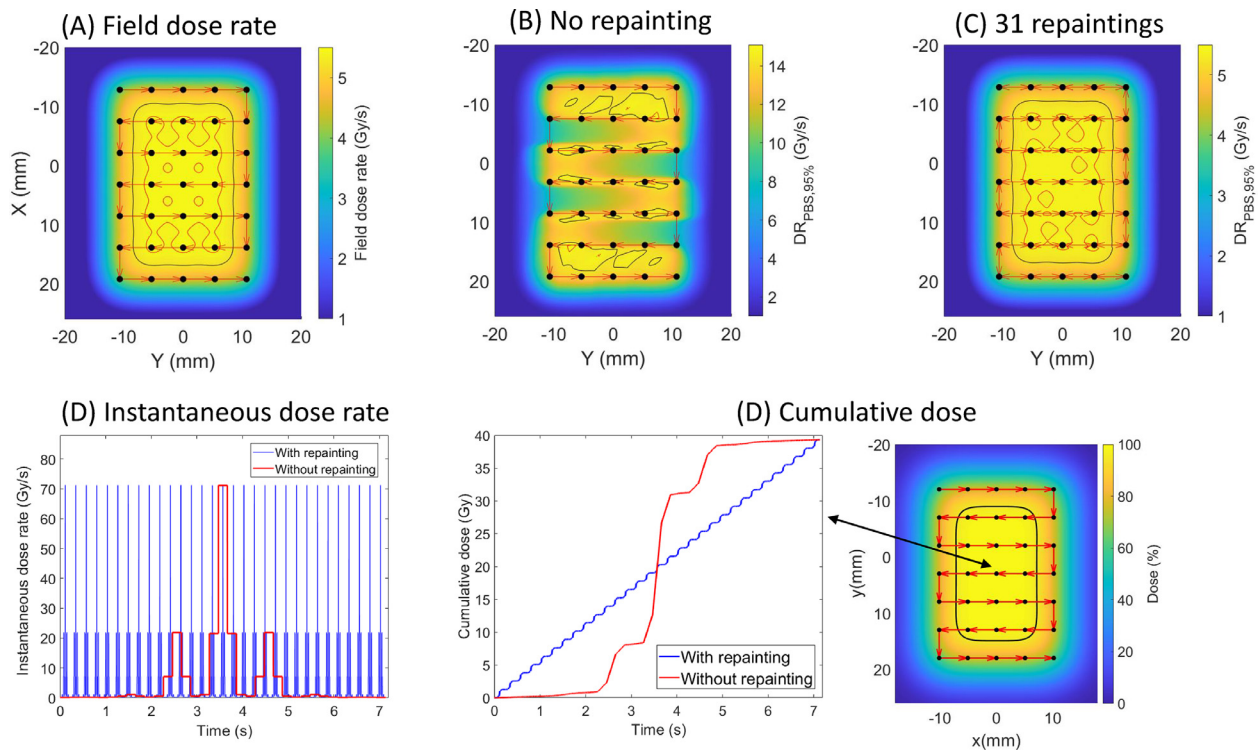 (A) Field dose rate
-20
-10
0
10
20
X (mm)
-20
-10
0
10
20
Y (mm)
5
4
3
2
1
Field dose rate (Gy/s)
(B) No repainting
-20
-10
0
10
20
-20
-10
0
10
20
Y (mm)
14
12
10
8
6
4
2
DRPBS,95% (Gy/s)
(C) 31 repaintings
-20
-10
0
10
20
-20
-10
0
10
20
Y (mm)
5
4
3
2
1
DRPBS,95% (Gy/s)
(D) Instantaneous dose rate
80
70
60
50
40
30
20
10
0
Instantaneous dose rate (Gy/s)
With repainting
Without repainting
0 1 2 3 4 5 6 7
Time (s)
(D) Cumulative dose
40
35
30
25
20
15
10
5
0
Cumulative dose (Gy)
With repainting
Without repainting
0 1 2 3 4 5 6 7
Time (s)
-20
-10
0
10
20
y(mm)
-10 0 10
x(mm)
100
80
60
40
20
0
Dose (%)